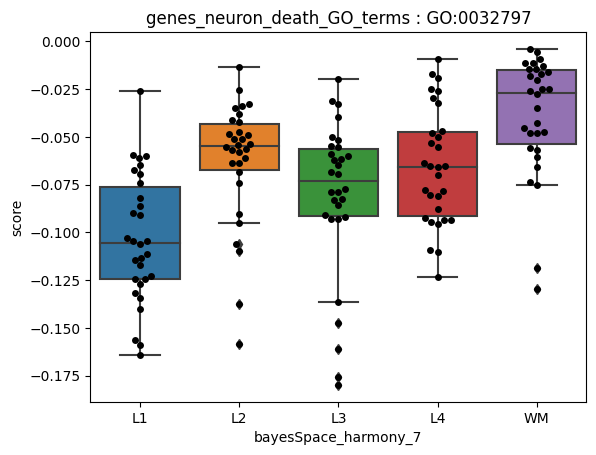 genes_neuron_death_GO_terms : GO:0032797
0.000
−0.025
−0.050
−0.075
−0.100
−0.125
−0.150
−0.175
score
L1 L2 L3 L4 WM
bayesSpace_harmony_7